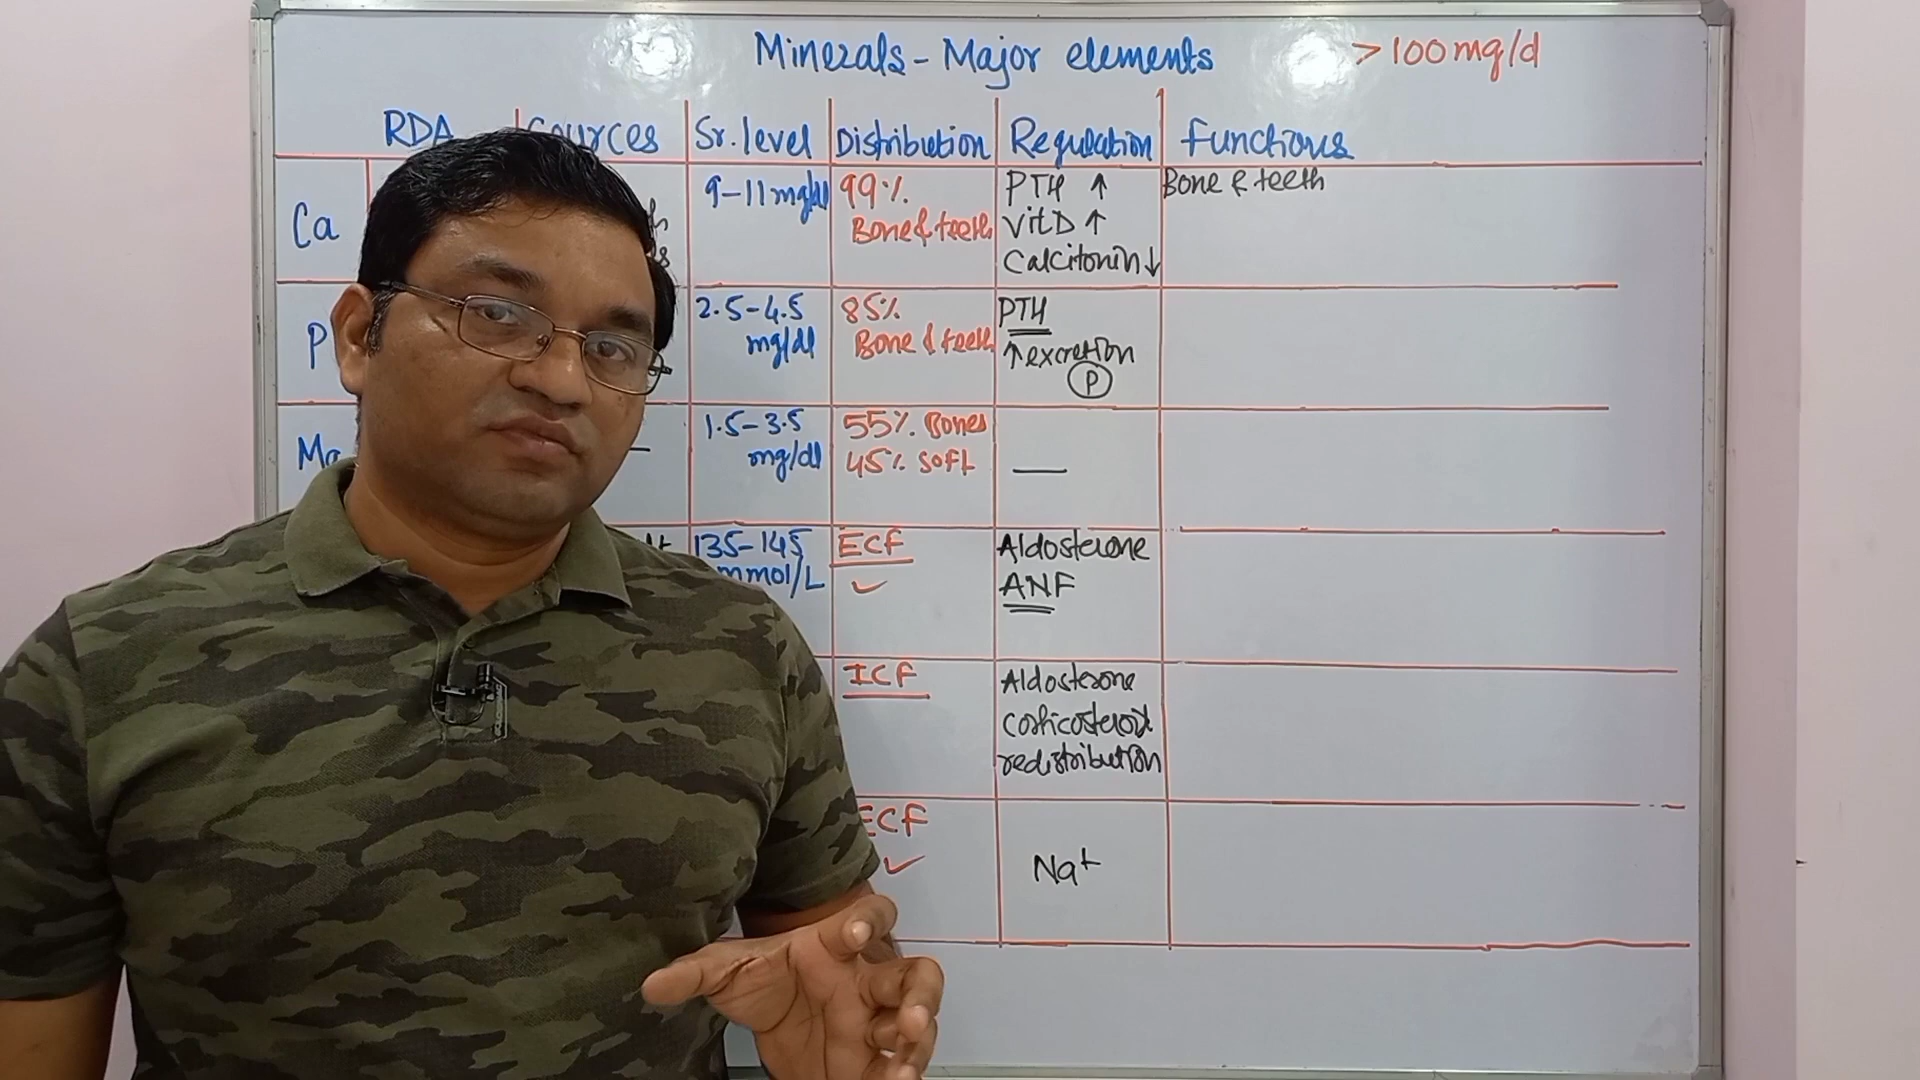 Minerals - Major elements
> 100mg/d
RDA
Sources
Sr. level
Distribution
Regulation
Functions
Ca
9-11 mg/dl
99%
Bone & teeth
PTH ↑
Vit D ↑
Calcitonin ↓
Bone & teeth
P
2.5-4.5
mg/dl
85%
Bone & teeth
PTH
↑ excretion
P
Mg
1.5-3.5
mg/dl
55% Bones
45% Soft
135-145
mmol/L
ECF
Aldosterone
ANF
ICF
Aldosterone
Corticosteroid
redistribution
ECF
Na+